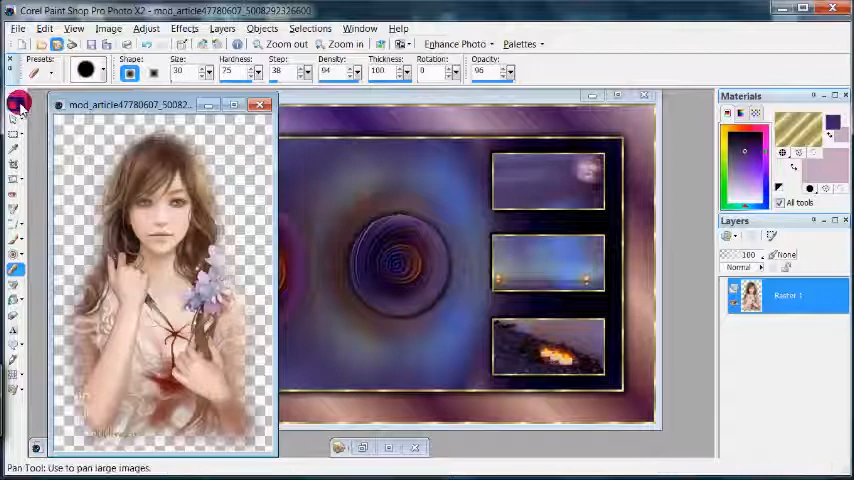 Corel Paint Shop Pro Photo X2 - mod_article47780607_5008292326600
File Edit View Image Adjust Effects Layers Objects Selections Window Help
Zoom out Zoom in Enhance Photo Palettes
Presets: Shape: Size: Hardness: Step: Density: Thickness: Rotation: Opacity:
30 75 38 94 100 0 96
mod_article47780607_50082...
Materials
All tools
Layers
100 None
Normal
Raster 1
Pan Tool: Use to pan large images.